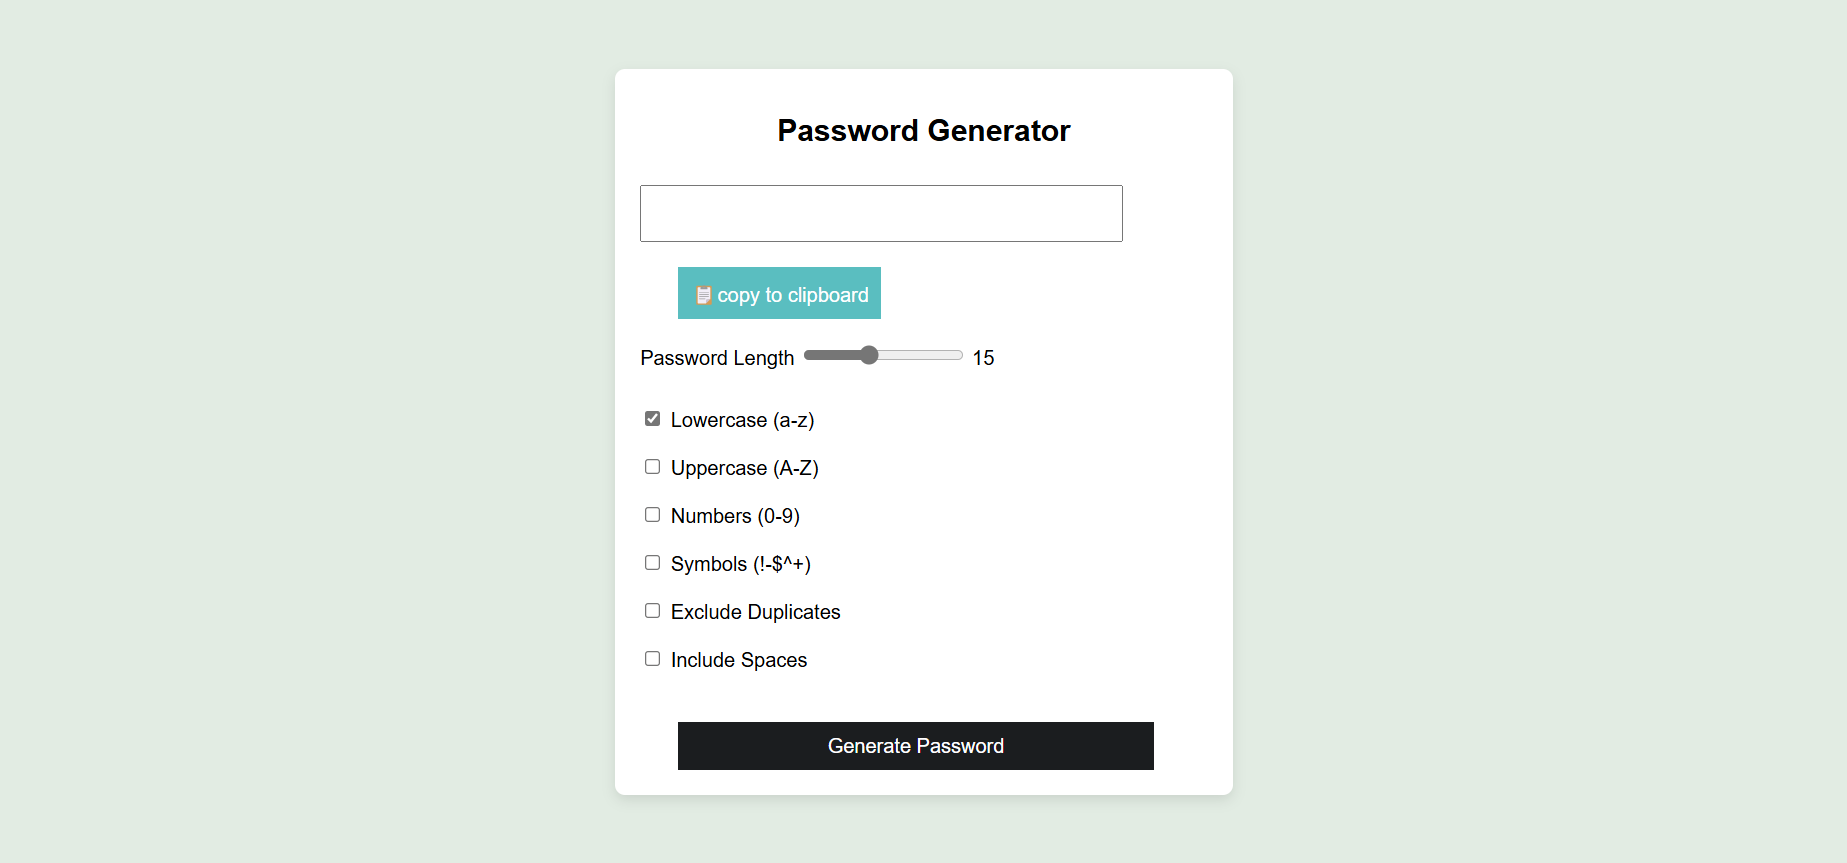 Password Generator
📋copy to clipboard
Password Length 15
Lowercase (a-z)
Uppercase (A-Z)
Numbers (0-9)
Symbols (!-$^+)
Exclude Duplicates
Include Spaces
Generate Password